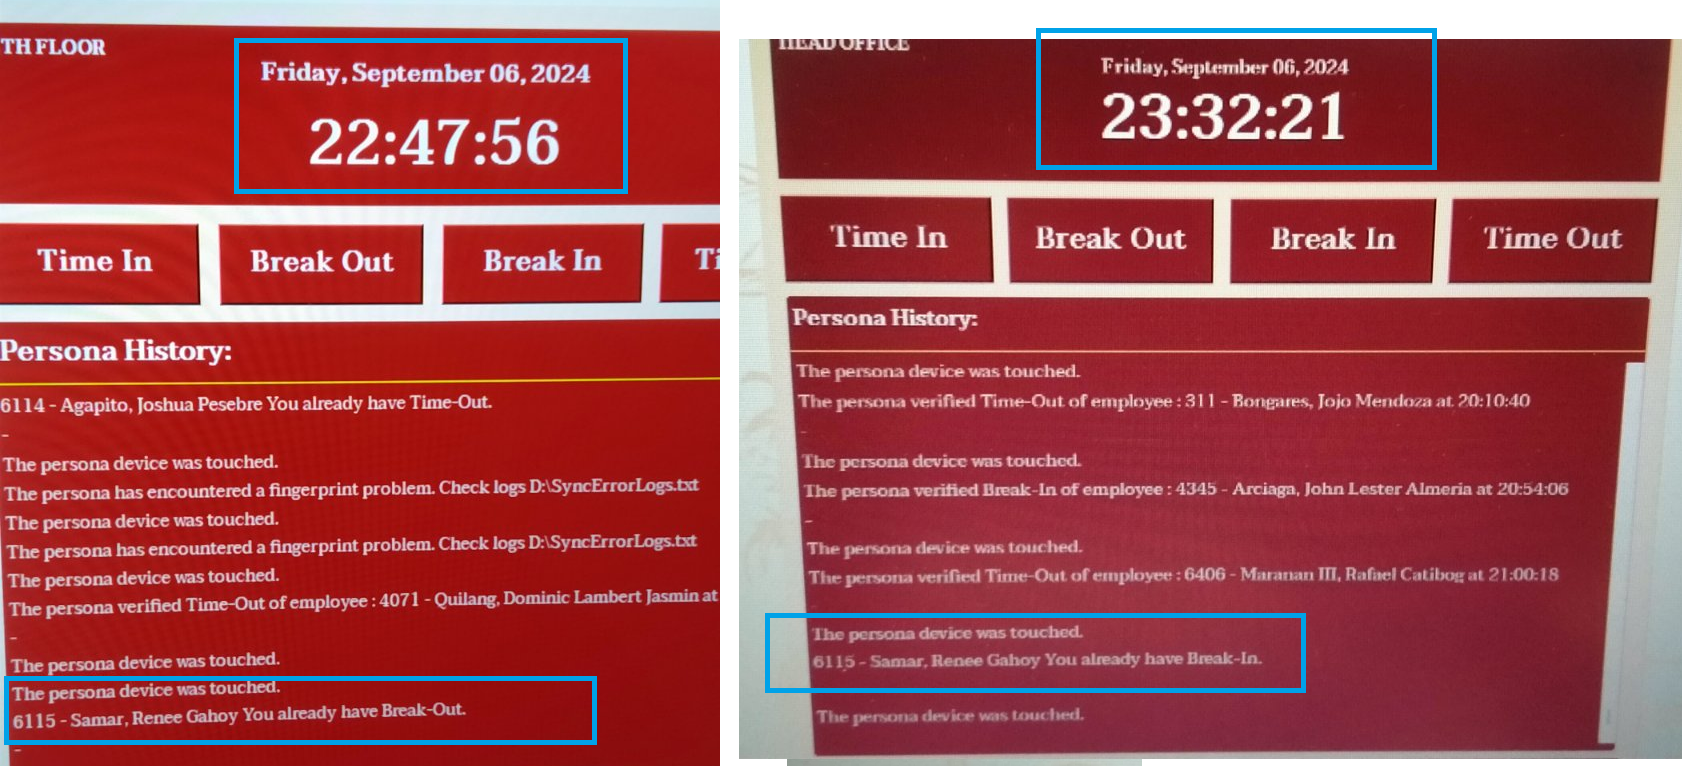 TH FLOOR
Friday, September 06, 2024
22:47:56
Time In
Break Out
Break In
Ti
Persona History:
6114 - Agapito, Joshua Pesebre You already have Time-Out.
-
The persona device was touched.
The persona has encountered a fingerprint problem. Check logs D:\SyncErrorLogs.txt
The persona device was touched.
The persona has encountered a fingerprint problem. Check logs D:\SyncErrorLogs.txt
The persona device was touched.
The persona verified Time-Out of employee : 4071 - Quilang, Dominic Lambert Jasmin at
-
The persona device was touched.
The persona device was touched.
6115 - Samar, Renee Gahoy You already have Break-Out.
-
HEAD OFFICE
Friday, September 06, 2024
23:32:21
Time In
Break Out
Break In
Time Out
Persona History:
The persona device was touched.
The persona verified Time-Out of employee : 311 - Bongares, Jojo Mendoza at 20:10:40
-
The persona device was touched.
The persona verified Break-In of employee : 4345 - Arciaga, John Lester Almeria at 20:54:06
-
The persona device was touched.
The persona verified Time-Out of employee : 6406 - Maranan III, Rafael Catibog at 21:00:18
-
The persona device was touched.
6115 - Samar, Renee Gahoy You already have Break-In.
The persona device was touched.